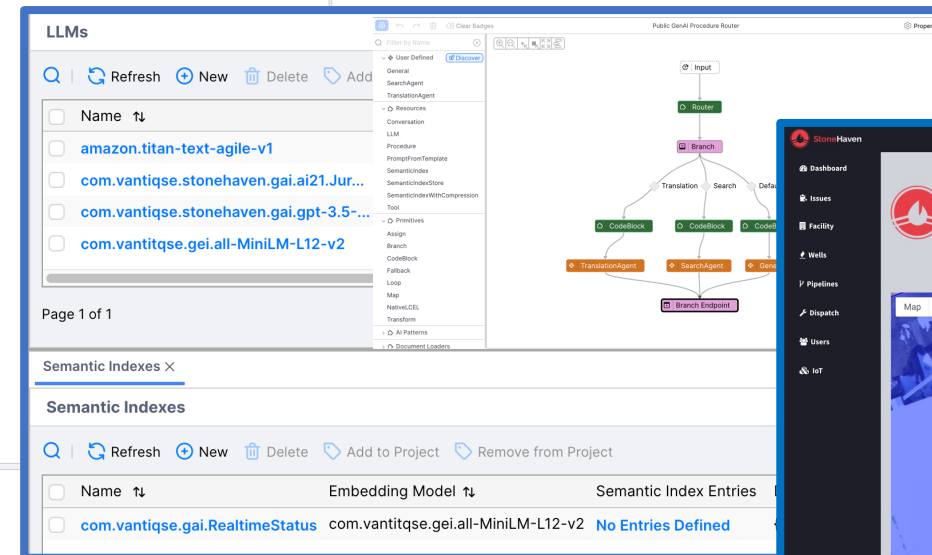 LLMs
Refresh New Delete Add
Name
amazon.titan-text-agile-v1
com.vantiqse.stonehaven.gai.ai21.Jur...
com.vantiqse.stonehaven.gai.gpt-3.5-...
com.vantitqse.gei.all-MiniLM-L12-v2
Page 1 of 1
Clear Badges
Public GenAI Procedure Router
Proper
Filter by Name
User Defined Discover
General
SearchAgent
TranslationAgent
Resources
Conversation
LLM
Procedure
PromptFromTemplate
SemanticIndex
SemanticIndexStore
SemanticIndexWithCompression
Tool
Primitives
Assign
Branch
CodeBlock
Fallback
Loop
Map
NativeLCEL
Transform
AI Patterns
Document Loaders
Input
Router
Branch
Translation Search Defau
CodeBlock CodeBlock CodeB
TranslationAgent SearchAgent Gene
Branch Endpoint
StoneHaven
Dashboard
Issues
Facility
Wells
Pipelines
Dispatch
Users
IoT
Map
Semantic Indexes
Semantic Indexes
Refresh New Delete Add to Project Remove from Project
Name Embedding Model Semantic Index Entries
com.vantiqse.gai.RealtimeStatus com.vantitqse.gei.all-MiniLM-L12-v2 No Entries Defined